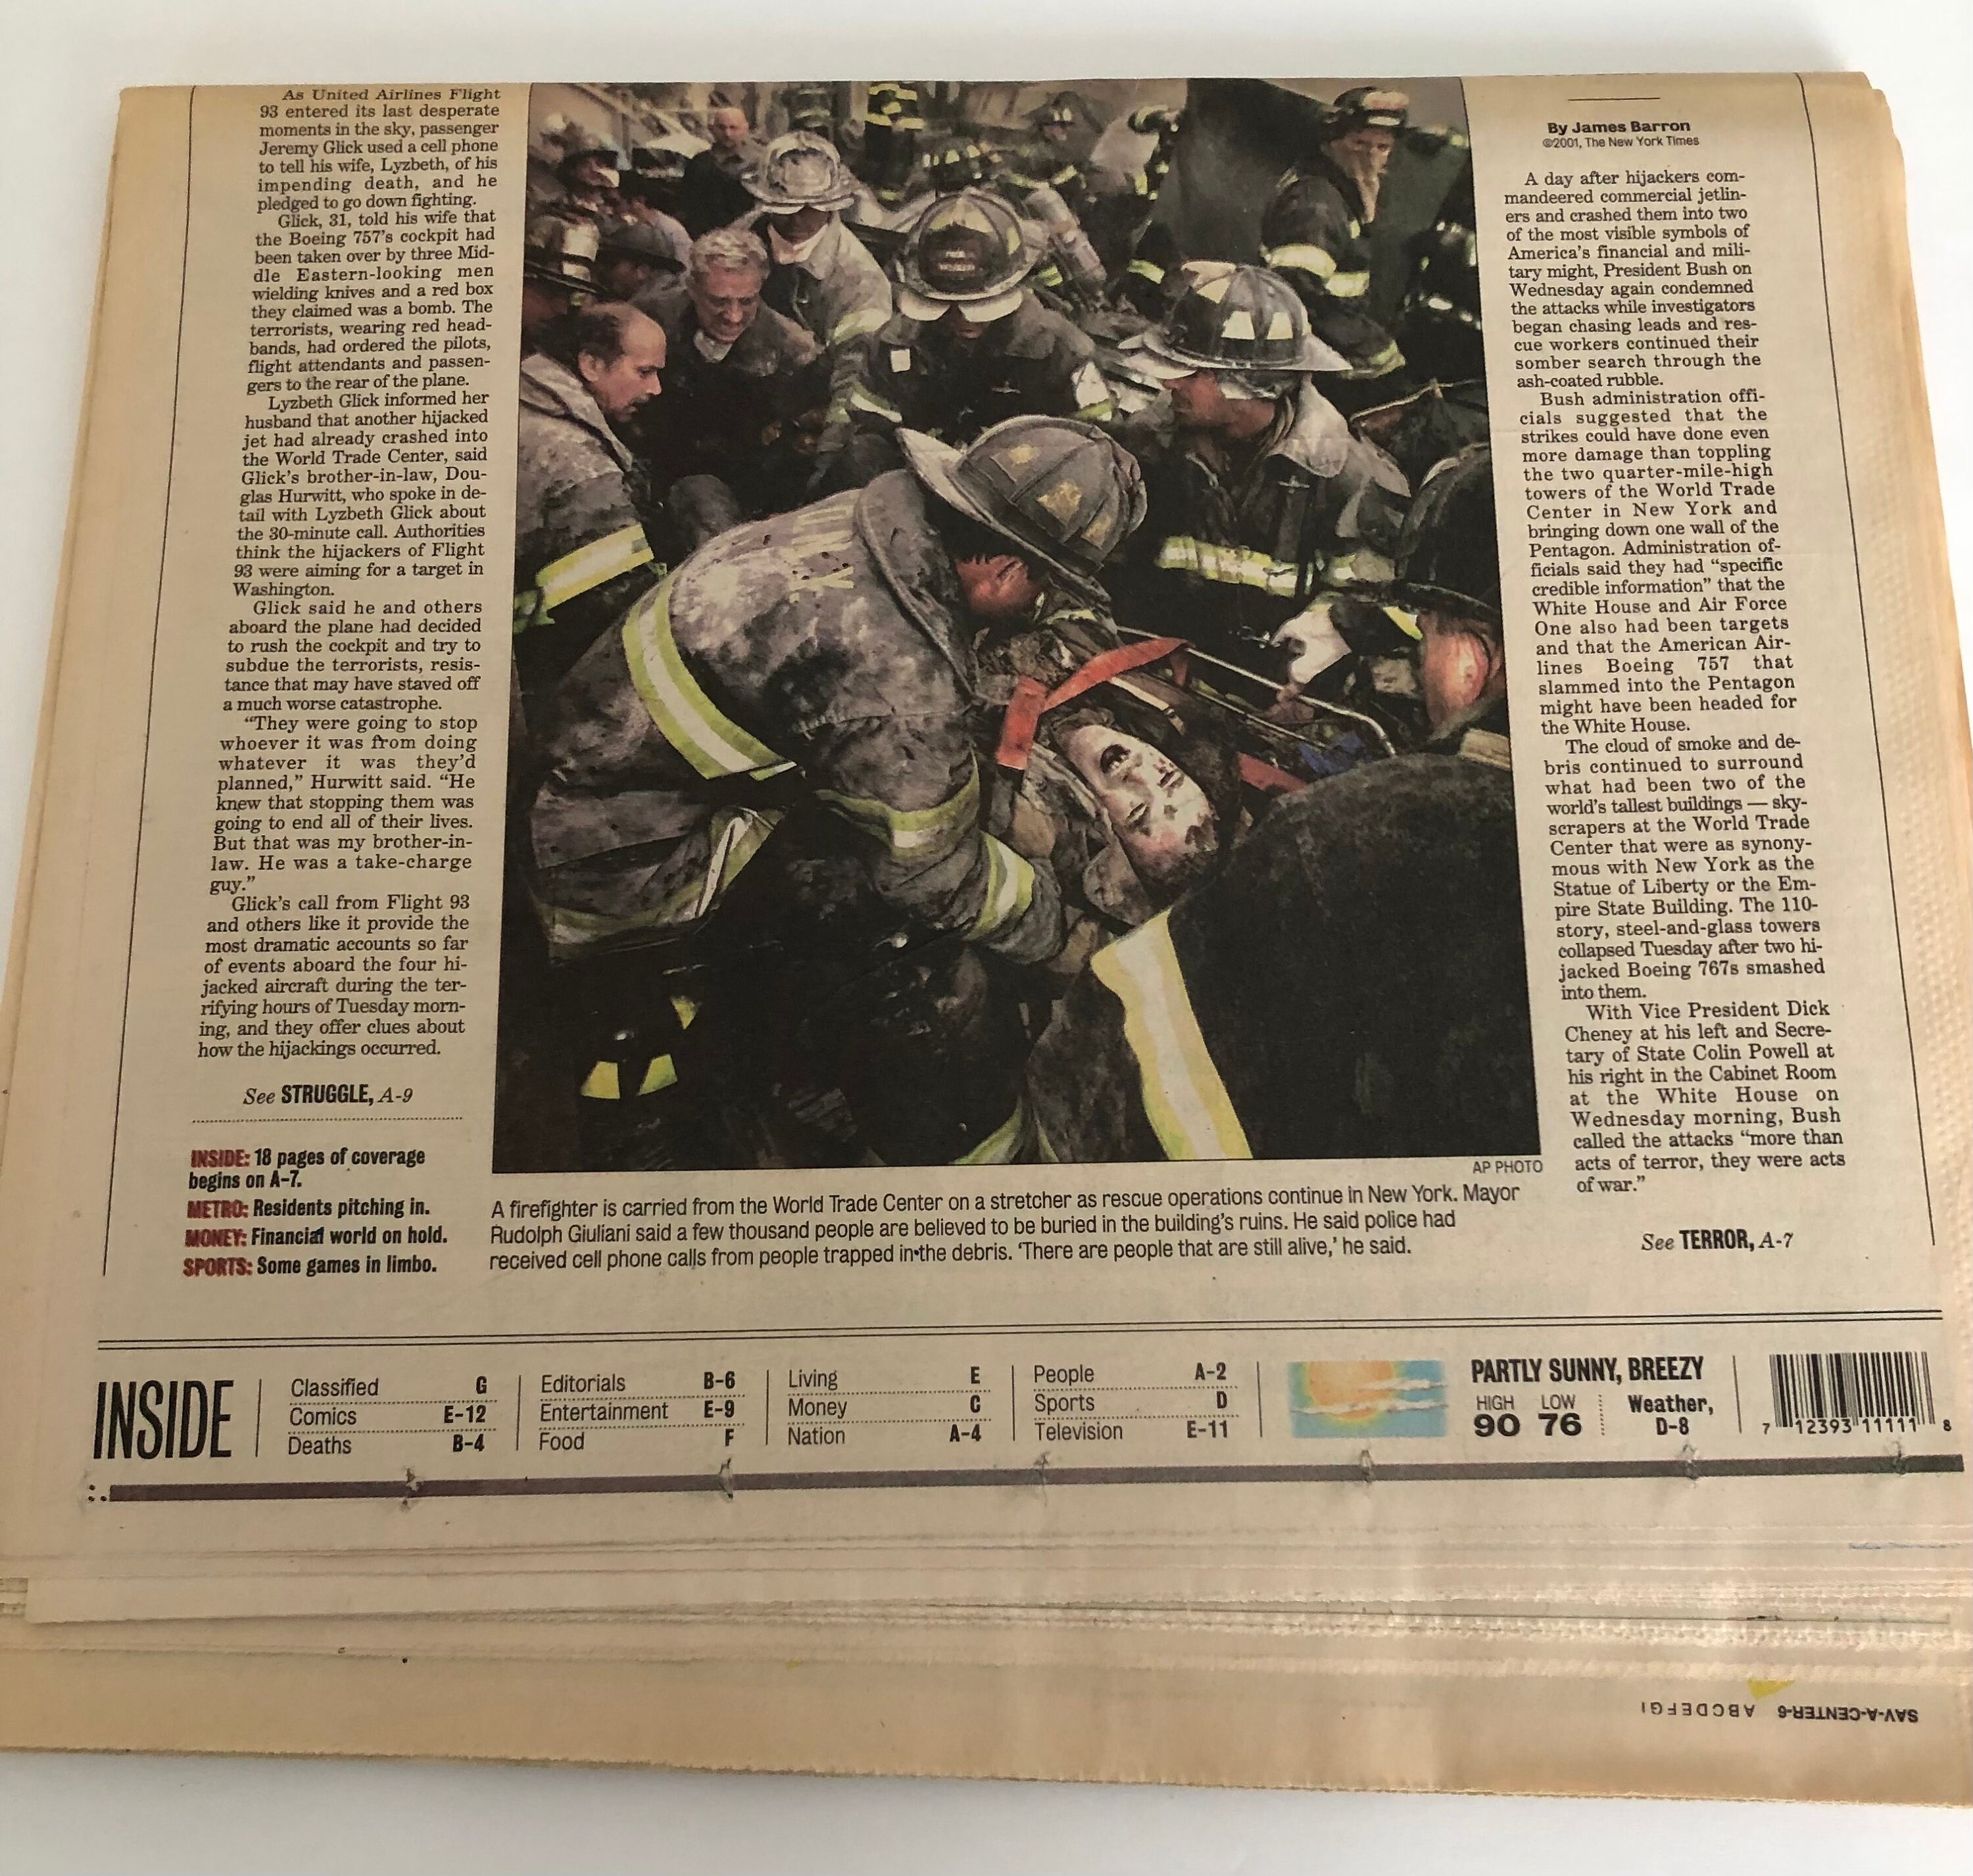 As United Airlines Flight
93 entered its last desperate
moments in the sky, passenger
Jeremy Glick used a cell phone
to tell his wife, Lyzbeth, of his
impending death, and he
pledged to go down fighting.
Glick, 31, told his wife that
the Boeing 757's cockpit had
been taken over by three Mid-
dle Eastern-looking men
wielding knives and a red box
they claimed was a bomb. The
terrorists, wearing red head-
bands, had ordered the pilots,
flight attendants and passen-
gers to the rear of the plane.
Lyzbeth Glick informed her
husband that another hijacked
jet had already crashed into
the World Trade Center, said
Glick's brother-in-law, Dou-
glas Hurwitt, who spoke in de-
tail with Lyzbeth Glick about
the 30-minute call. Authorities
think the hijackers of Flight
93 were aiming for a target in
Washington.
Glick said he and others
aboard the plane had decided
to rush the cockpit and try to
subdue the terrorists, resis-
tance that may have staved off
a much worse catastrophe.
“They were going to stop
whoever it was from doing
whatever it was they'd
planned,” Hurwitt said. “He
knew that stopping them was
going to end all of their lives.
But that was my brother-in-
law. He was a take-charge
guy.”
Glick's call from Flight 93
and others like it provide the
most dramatic accounts so far
of events aboard the four hi-
jacked aircraft during the ter-
rifying hours of Tuesday morn-
ing, and they offer clues about
how the hijackings occurred.
See STRUGGLE, A-9
INSIDE: 18 pages of coverage
begins on A-7.
METRO: Residents pitching in.
MONEY: Financial world on hold.
SPORTS: Some games in limbo.
AP PHOTO
A firefighter is carried from the World Trade Center on a stretcher as rescue operations continue in New York. Mayor
Rudolph Giuliani said a few thousand people are believed to be buried in the building's ruins. He said police had
received cell phone calls from people trapped in the debris. ‘There are people that are still alive,’ he said.
By James Barron
©2001, The New York Times
A day after hijackers com-
mandeered commercial jetlin-
ers and crashed them into two
of the most visible symbols of
America's financial and mili-
tary might, President Bush on
Wednesday again condemned
the attacks while investigators
began chasing leads and res-
cue workers continued their
somber search through the
ash-coated rubble.
Bush administration offi-
cials suggested that the
strikes could have done even
more damage than toppling
the two quarter-mile-high
towers of the World Trade
Center in New York and
bringing down one wall of the
Pentagon. Administration of-
ficials said they had “specific
credible information” that the
White House and Air Force
One also had been targets
and that the American Air-
lines Boeing 757 that
slammed into the Pentagon
might have been headed for
the White House.
The cloud of smoke and de-
bris continued to surround
what had been two of the
world's tallest buildings — sky-
scrapers at the World Trade
Center that were as synony-
mous with New York as the
Statue of Liberty or the Em-
pire State Building. The 110-
story, steel-and-glass towers
collapsed Tuesday after two hi-
jacked Boeing 767s smashed
into them.
With Vice President Dick
Cheney at his left and Secre-
tary of State Colin Powell at
his right in the Cabinet Room
at the White House on
Wednesday morning, Bush
called the attacks “more than
acts of terror, they were acts
of war.”
See TERROR, A-7
INSIDE
Classified G
Comics E-12
Deaths B-4
Editorials B-6
Entertainment E-9
Food F
Living E
Money C
Nation A-4
People A-2
Sports D
Television E-11
PARTLY SUNNY, BREEZY
HIGH LOW
90 76
Weather,
D-8
7 12393 11111 8
SAV-A-CENTER-6 ABCDEFGI